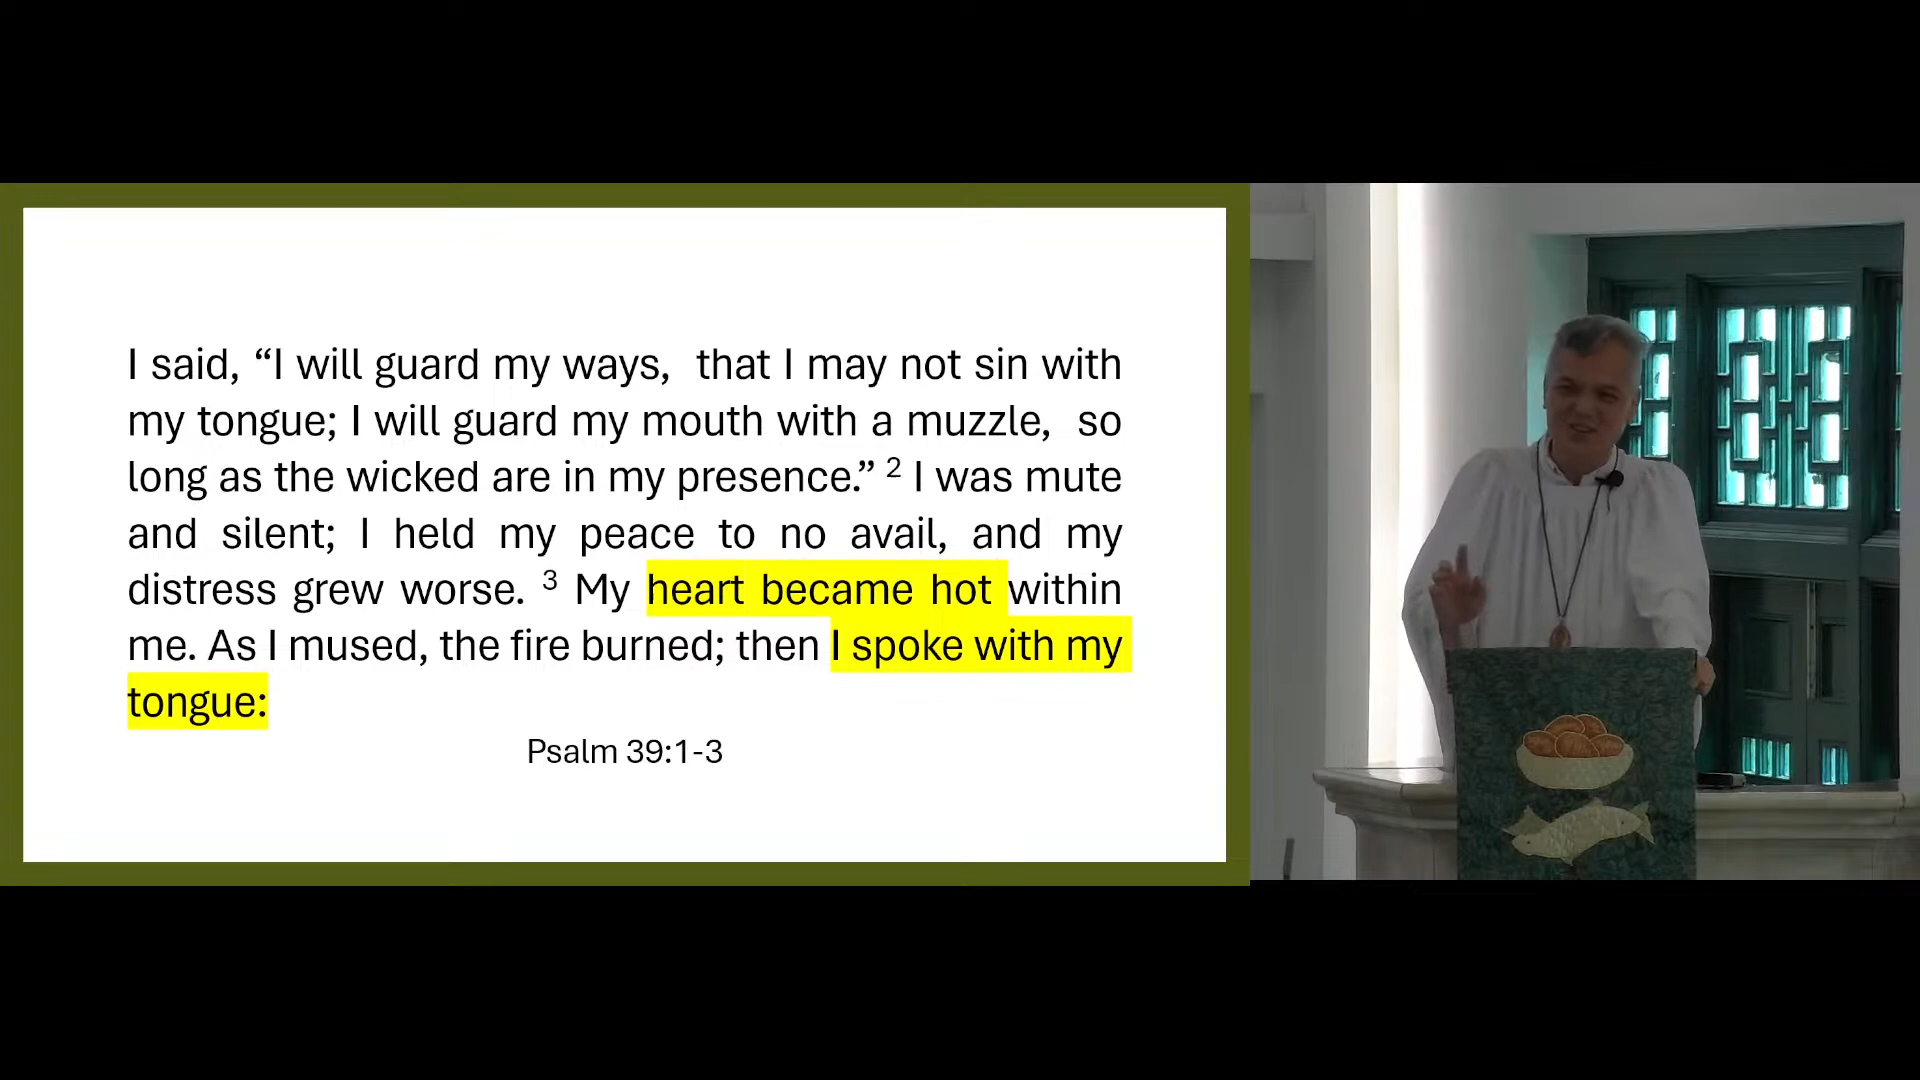 I said, “I will guard my ways,  that I may not sin with
my tongue; I will guard my mouth with a muzzle,  so
long as the wicked are in my presence.” ² I was mute
and silent; I held my peace to no avail, and my
distress grew worse. ³ My heart became hot within
me. As I mused, the fire burned; then I spoke with my
tongue:
Psalm 39:1-3